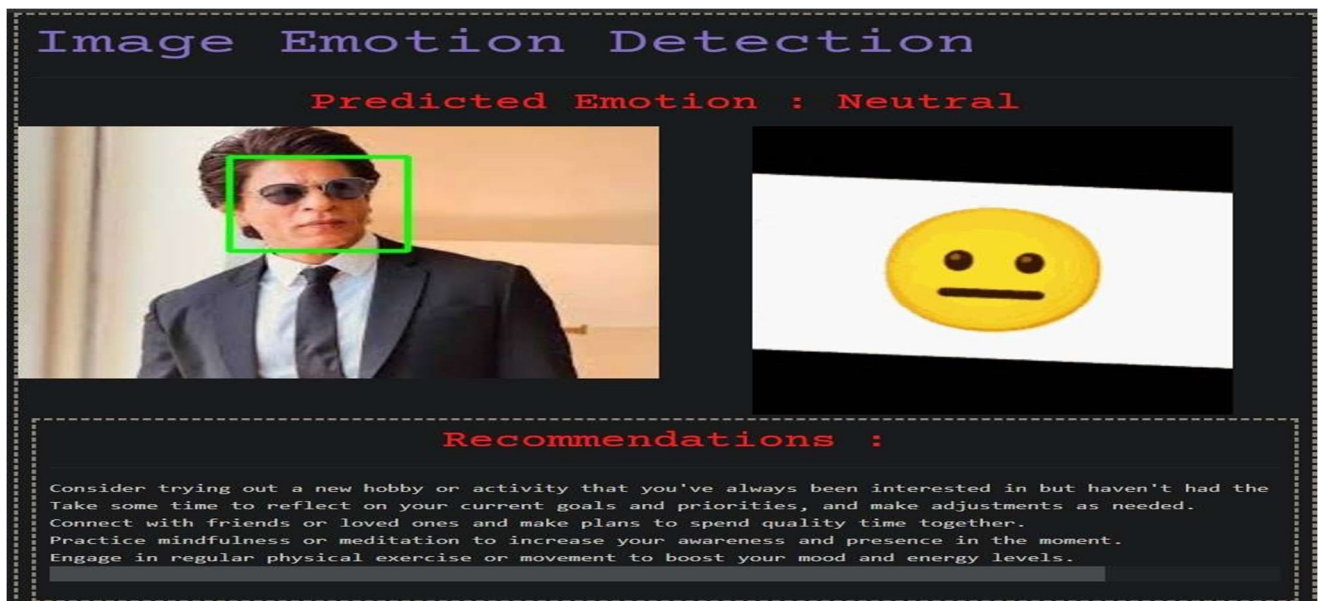 Image Emotion Detection
Predicted Emotion : Neutral
Recommendations :
Consider trying out a new hobby or activity that you've always been interested in but haven't had the
Take some time to reflect on your current goals and priorities, and make adjustments as needed.
Connect with friends or loved ones and make plans to spend quality time together.
Practice mindfulness or meditation to increase your awareness and presence in the moment.
Engage in regular physical exercise or movement to boost your mood and energy levels.